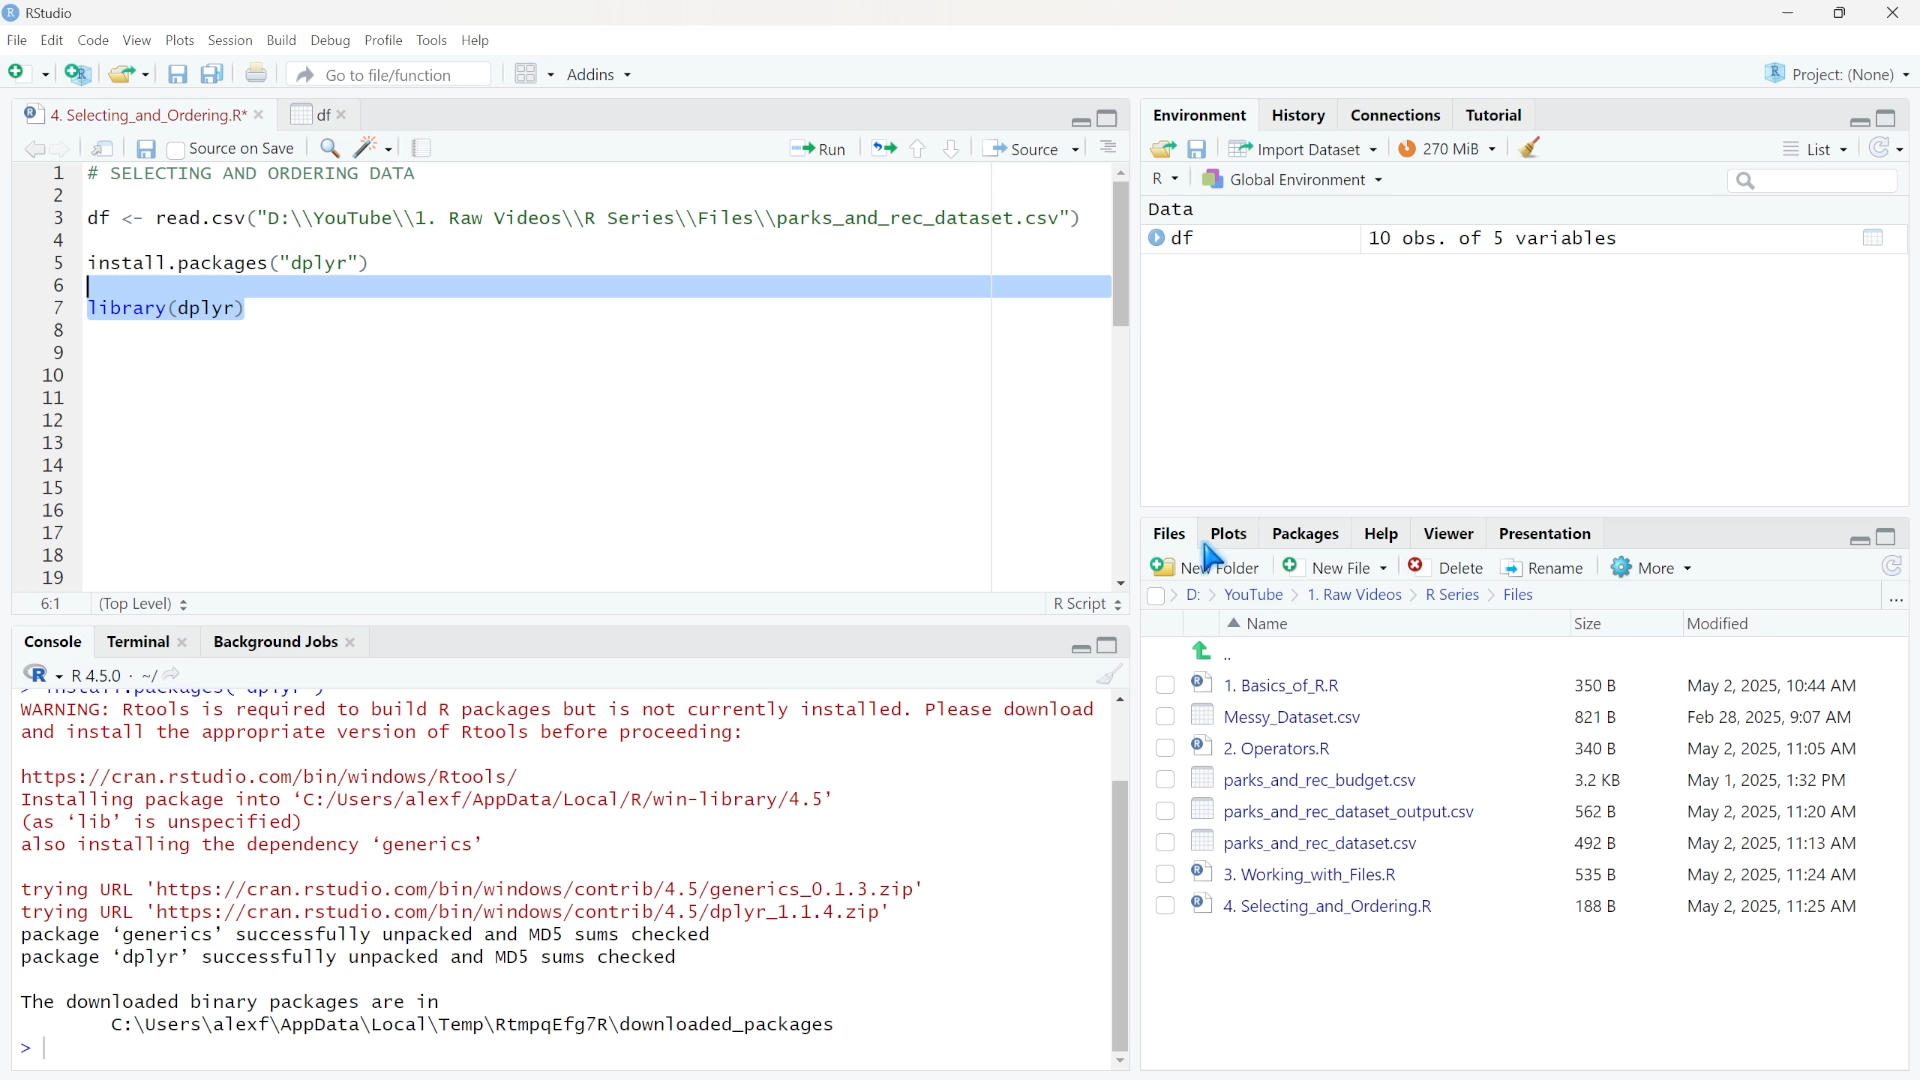 RStudio
File Edit Code View Plots Session Build Debug Profile Tools Help
Go to file/function Addins Project: (None)
4. Selecting_and_Ordering.R* df
Source on Save Run Source
1 # SELECTING AND ORDERING DATA
2
3 df <- read.csv("D:\\YouTube\\1. Raw Videos\\R Series\\Files\\parks_and_rec_dataset.csv")
4
5 install.packages("dplyr")
6
7 library(dplyr)
8
9
10
11
12
13
14
15
16
17
18
19
6:1 (Top Level) R Script
Console Terminal Background Jobs
R 4.5.0 · ~/
> install.packages("dplyr")
WARNING: Rtools is required to build R packages but is not currently installed. Please download
and install the appropriate version of Rtools before proceeding:
https://cran.rstudio.com/bin/windows/Rtools/
Installing package into ‘C:/Users/alexf/AppData/Local/R/win-library/4.5’
(as ‘lib’ is unspecified)
also installing the dependency ‘generics’
trying URL 'https://cran.rstudio.com/bin/windows/contrib/4.5/generics_0.1.3.zip'
trying URL 'https://cran.rstudio.com/bin/windows/contrib/4.5/dplyr_1.1.4.zip'
package ‘generics’ successfully unpacked and MD5 sums checked
package ‘dplyr’ successfully unpacked and MD5 sums checked
The downloaded binary packages are in
C:\Users\alexf\AppData\Local\Temp\RtmpqEfg7R\downloaded_packages
>
Environment History Connections Tutorial
Import Dataset 270 MiB List
R Global Environment
Data
df 10 obs. of 5 variables
Files Plots Packages Help Viewer Presentation
New Folder New File Delete Rename More
D: YouTube 1. Raw Videos R Series Files ...
Name Size Modified
..
1. Basics_of_R.R 350 B May 2, 2025, 10:44 AM
Messy_Dataset.csv 821 B Feb 28, 2025, 9:07 AM
2. Operators.R 340 B May 2, 2025, 11:05 AM
parks_and_rec_budget.csv 3.2 KB May 1, 2025, 1:32 PM
parks_and_rec_dataset_output.csv 562 B May 2, 2025, 11:20 AM
parks_and_rec_dataset.csv 492 B May 2, 2025, 11:13 AM
3. Working_with_Files.R 535 B May 2, 2025, 11:24 AM
4. Selecting_and_Ordering.R 188 B May 2, 2025, 11:25 AM